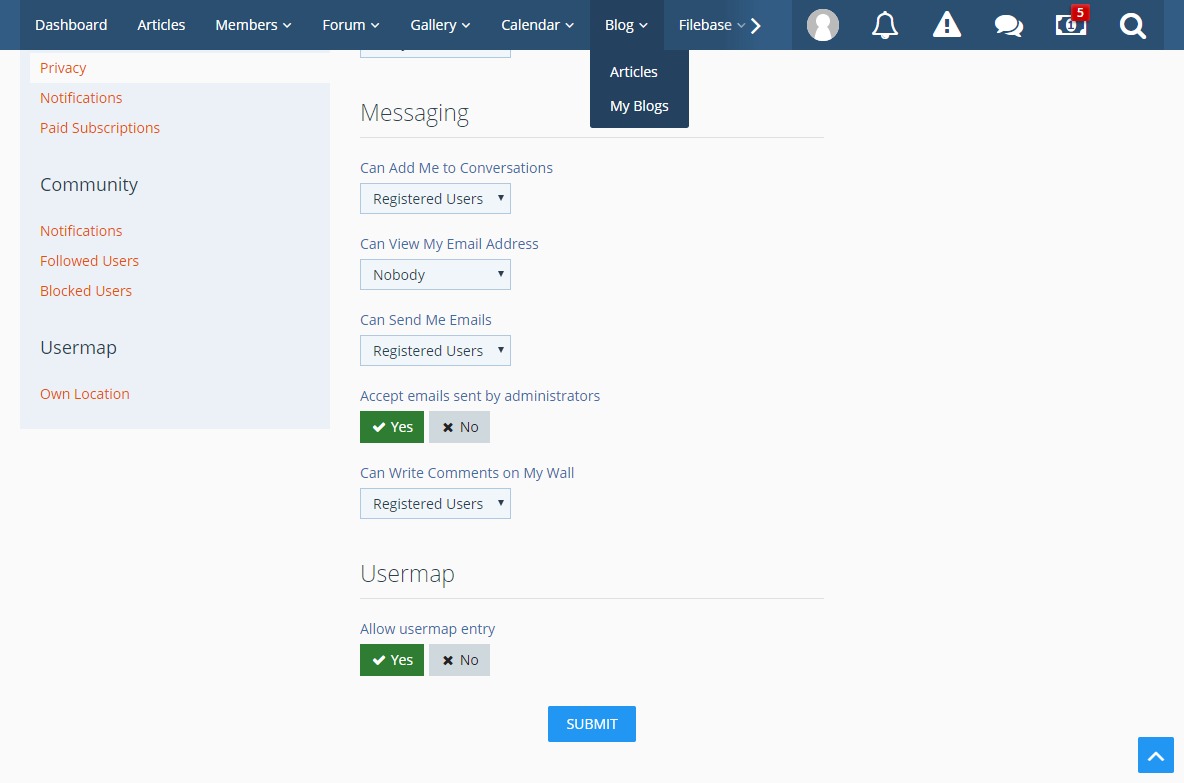 Dashboard Articles Members Forum Gallery Calendar Blog Filebase 5
Articles
My Blogs
Privacy
Notifications
Paid Subscriptions
Community
Notifications
Followed Users
Blocked Users
Usermap
Own Location
Messaging
Can Add Me to Conversations
Registered Users
Can View My Email Address
Nobody
Can Send Me Emails
Registered Users
Accept emails sent by administrators
Yes No
Can Write Comments on My Wall
Registered Users
Usermap
Allow usermap entry
Yes No
SUBMIT